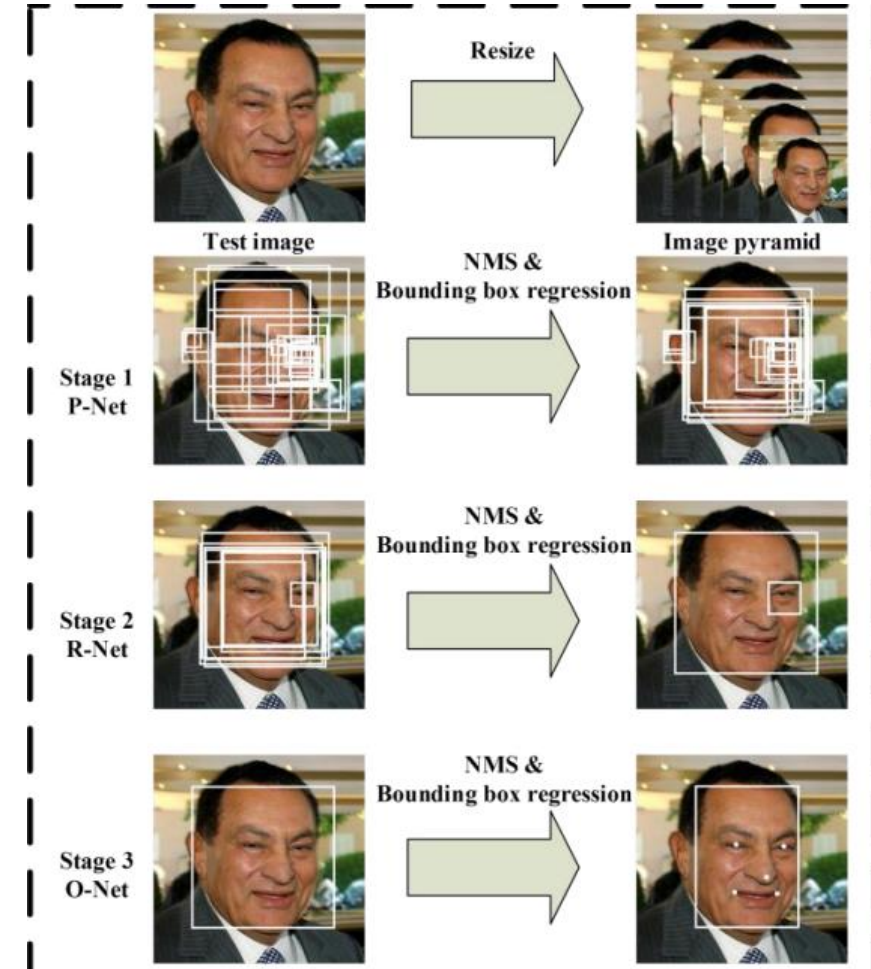 Resize
Test image
Image pyramid
NMS &
Bounding box regression
Stage 1
P-Net
NMS &
Bounding box regression
Stage 2
R-Net
NMS &
Bounding box regression
Stage 3
O-Net